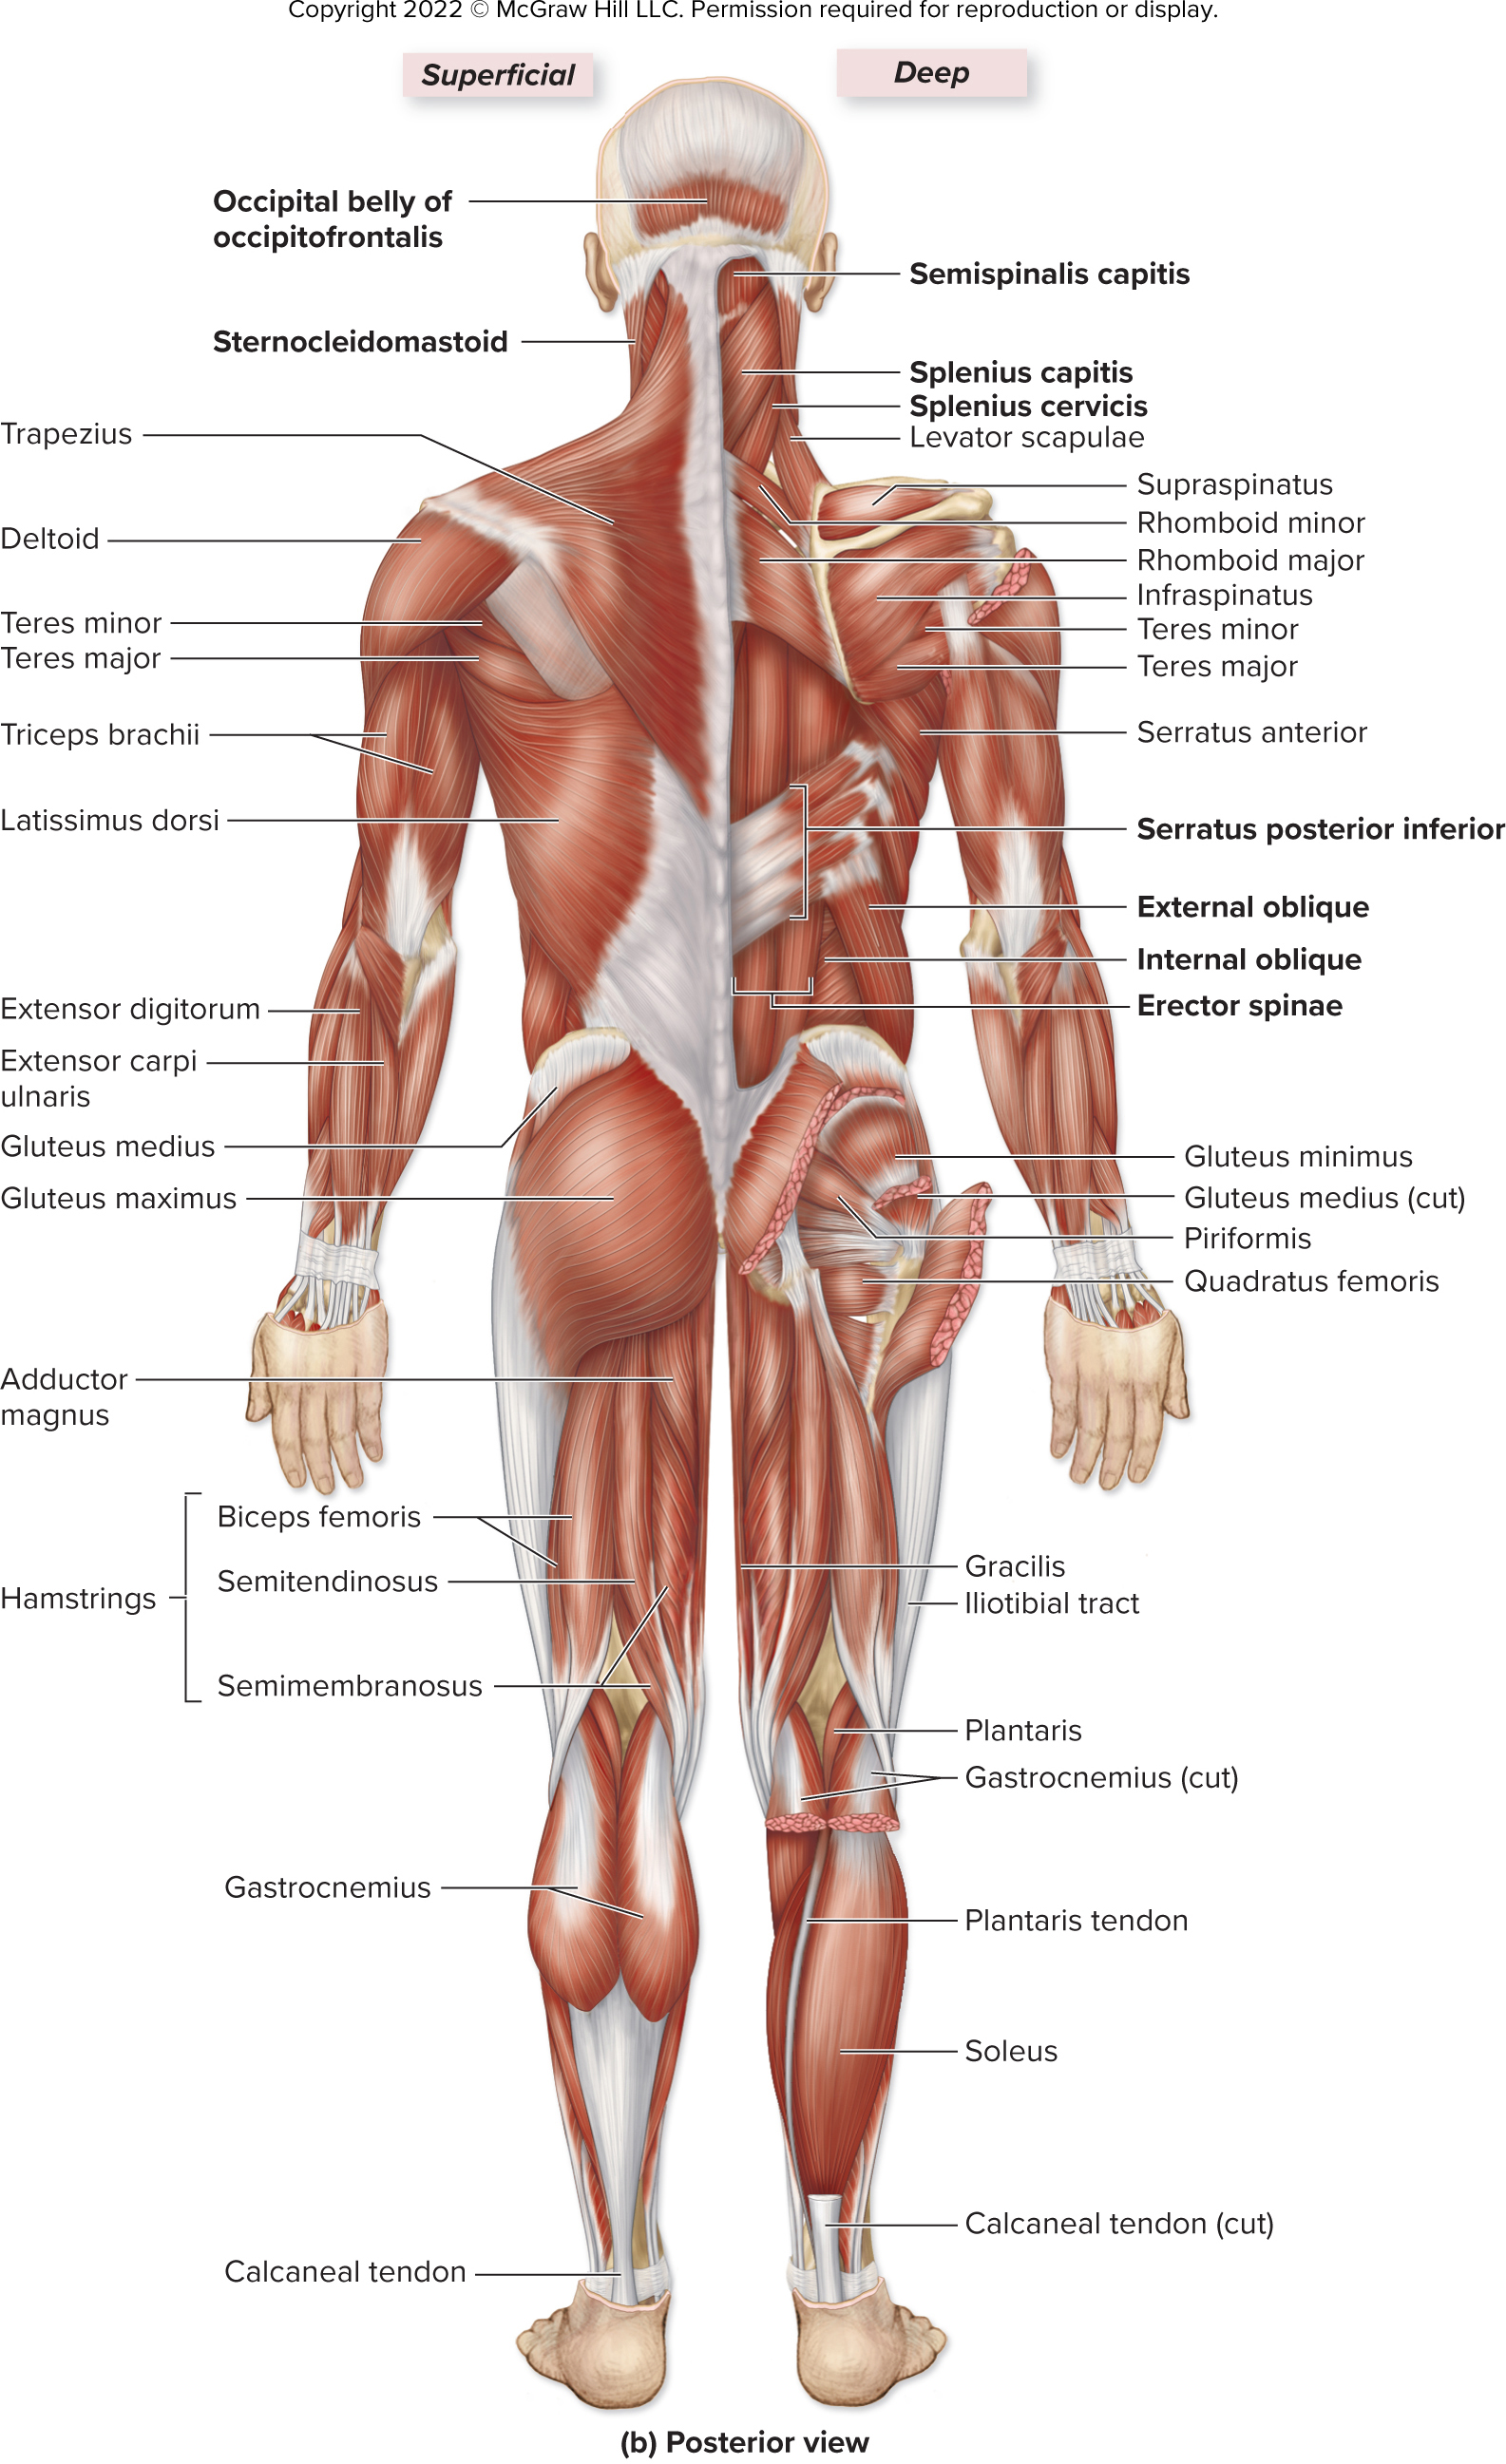 Copyright 2022 © McGraw Hill LLC. Permission required for reproduction or display.
Superficial
Deep
Occipital belly of
occipitofrontalis
Sternocleidomastoid
Trapezius
Deltoid
Teres minor
Teres major
Triceps brachii
Latissimus dorsi
Extensor digitorum
Extensor carpi
ulnaris
Gluteus medius
Gluteus maximus
Adductor
magnus
Hamstrings
Biceps femoris
Semitendinosus
Semimembranosus
Gastrocnemius
Calcaneal tendon
Semispinalis capitis
Splenius capitis
Splenius cervicis
Levator scapulae
Supraspinatus
Rhomboid minor
Rhomboid major
Infraspinatus
Teres minor
Teres major
Serratus anterior
Serratus posterior inferior
External oblique
Internal oblique
Erector spinae
Gluteus minimus
Gluteus medius (cut)
Piriformis
Quadratus femoris
Gracilis
Iliotibial tract
Plantaris
Gastrocnemius (cut)
Plantaris tendon
Soleus
Calcaneal tendon (cut)
(b) Posterior view